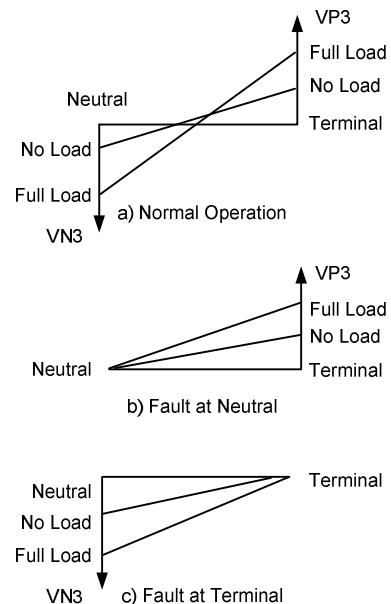 VP3
Full Load
No Load
Neutral
Terminal
No Load
Full Load
a) Normal Operation
VN3
VP3
Full Load
No Load
Neutral
Terminal
b) Fault at Neutral
Neutral
Terminal
No Load
Full Load
VN3
c) Fault at Terminal